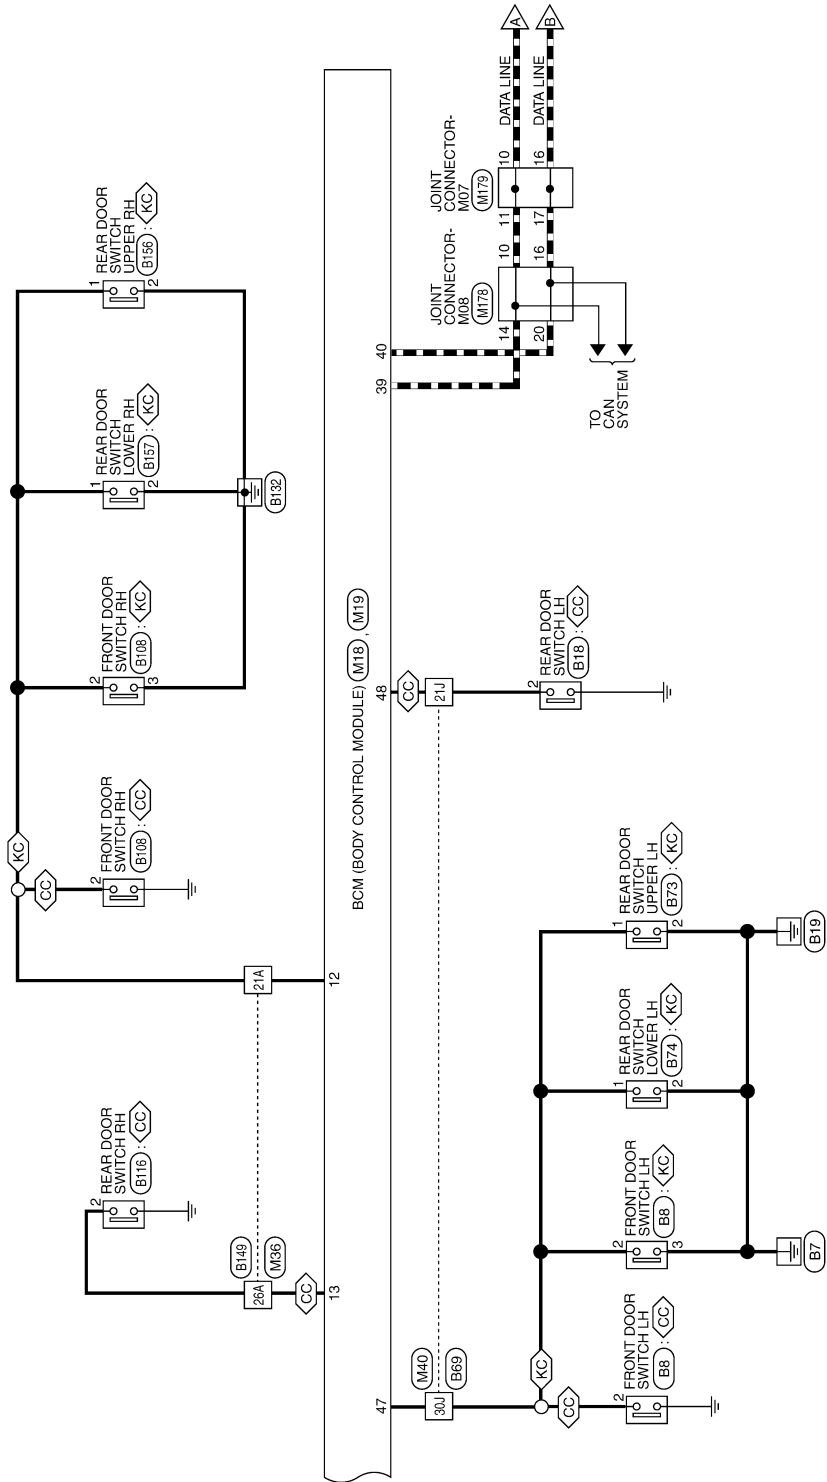 A
B
DATA LINE
DATA LINE
10
16
JOINT
CONNECTOR-
M07
M179
11
17
10
16
JOINT
CONNECTOR-
M08
M178
14
20
TO
CAN
SYSTEM
40
39
REAR DOOR
SWITCH
UPPER RH
B156 : KC
1
2
REAR DOOR
SWITCH
LOWER RH
B157 : KC
1
2
B132
FRONT DOOR
SWITCH RH
B108 : KC
2
3
FRONT DOOR
SWITCH RH
B108 : CC
2
KC
CC
21A
12
REAR DOOR
SWITCH RH
B116 : CC
2
B149
M36
26A
CC
13
BCM (BODY CONTROL MODULE) M18 , M19
48
CC
21J
REAR DOOR
SWITCH LH
B18 : CC
2
REAR DOOR
SWITCH
UPPER LH
B73 : KC
1
2
B19
REAR DOOR
SWITCH
LOWER LH
B74 : KC
1
2
FRONT DOOR
SWITCH LH
B8 : KC
2
3
B7
FRONT DOOR
SWITCH LH
B8 : CC
2
KC
CC
M40
B69
30J
47